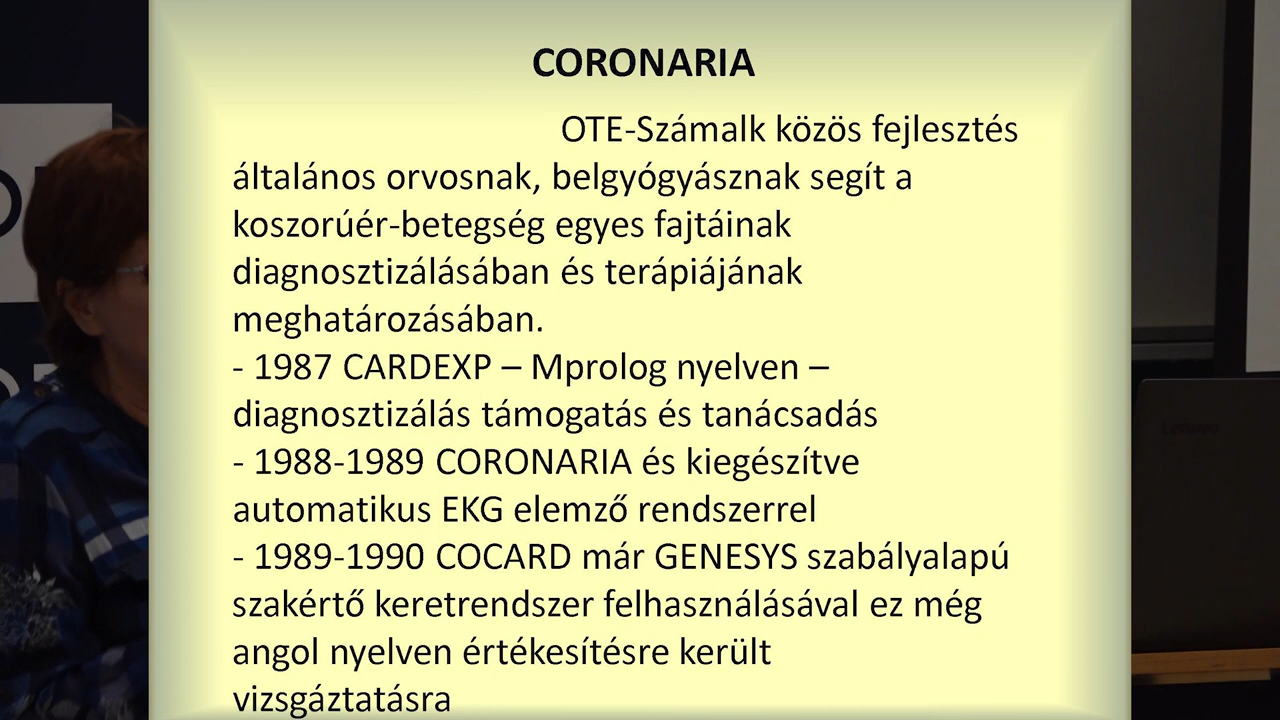 CORONARIA
OTE-Számalk közös fejlesztés
általános orvosnak, belgyógyásznak segít a
koszorúér-betegség egyes fajtáinak
diagnosztizálásában és terápiájának
meghatározásában.
- 1987 CARDEXP – Mprolog nyelven –
diagnosztizálás támogatás és tanácsadás
- 1988-1989 CORONARIA és kiegészítve
automatikus EKG elemző rendszerrel
- 1989-1990 COCARD már GENESYS szabályalapú
szakértő keretrendszer felhasználásával ez még
angol nyelven értékesítésre került
vizsgáztatásra
Lenovo